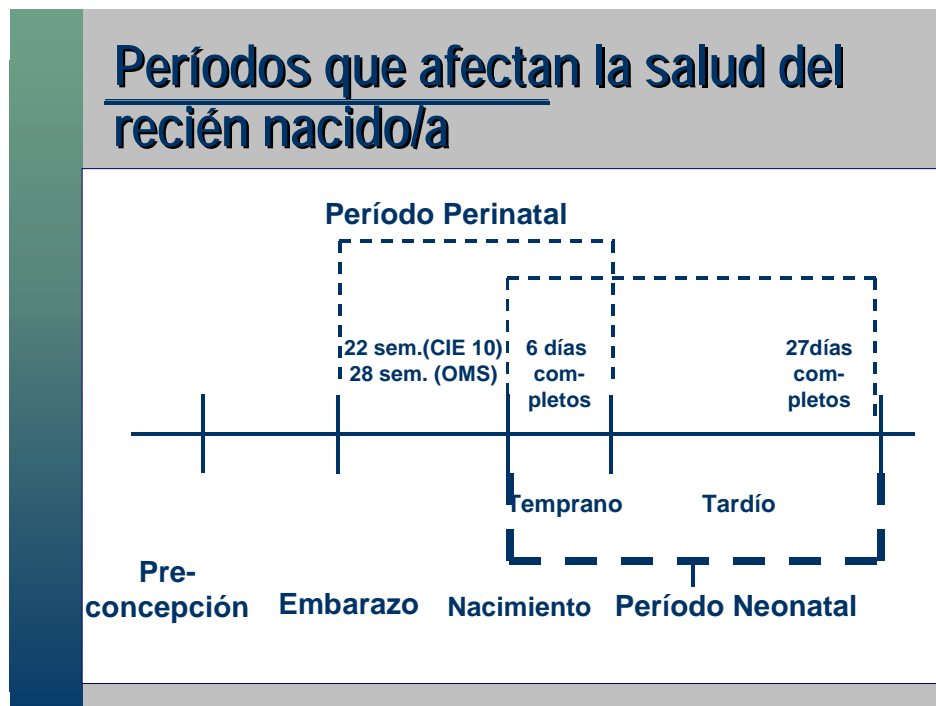 Períodos que afectan la salud del
recién nacido/a
Período Perinatal
22 sem.(CIE 10)
28 sem. (OMS)
6 días
com-
pletos
27días
com-
pletos
Temprano
Tardío
Pre-
concepción
Embarazo
Nacimiento
Período Neonatal